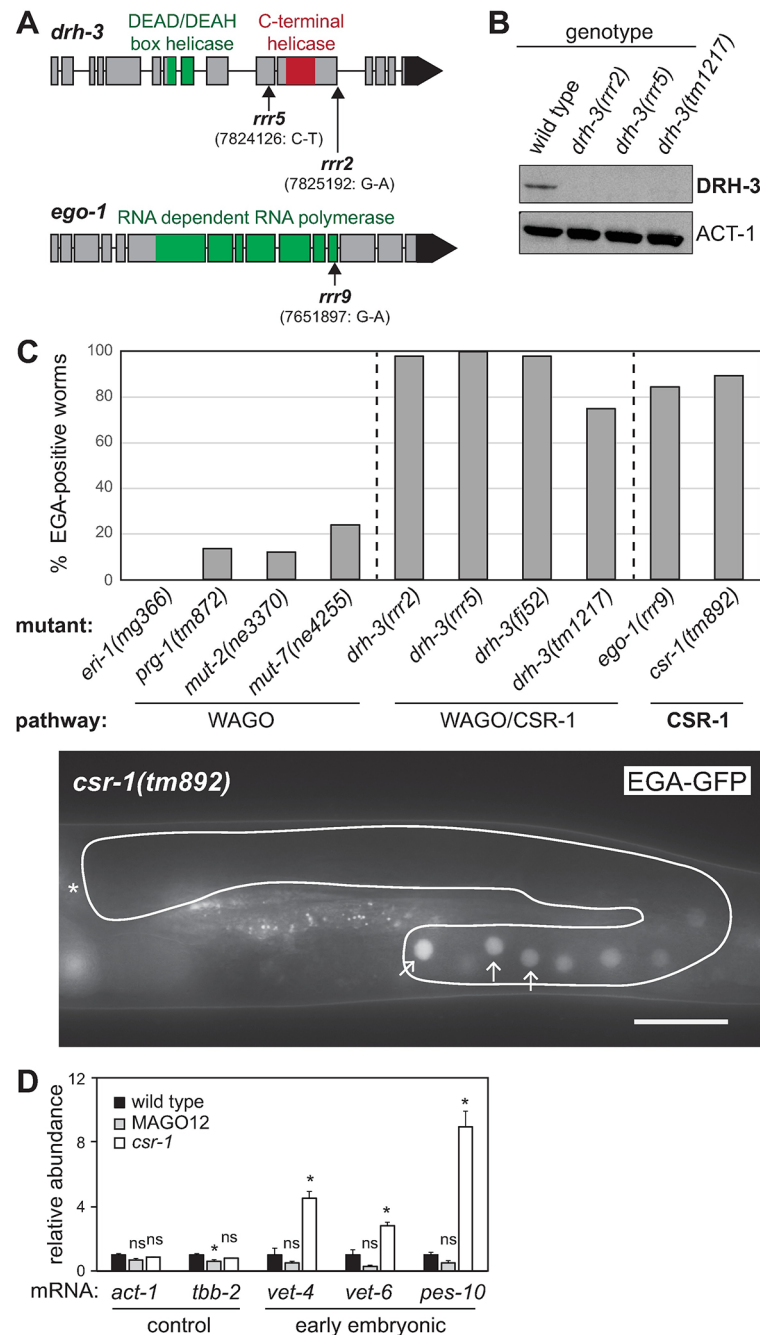 A
drh-3
DEAD/DEAH
box helicase
C-terminal
helicase
rrr5
(7824126: C-T)
rrr2
(7825192: G-A)
ego-1
RNA dependent RNA polymerase
rrr9
(7651897: G-A)
B
genotype
wild type
drh-3(rrr2)
drh-3(rrr5)
drh-3(tm1217)
DRH-3
ACT-1
C
% EGA-positive worms
100
80
60
40
20
0
mutant:
eri-1(mg366)
prg-1(tm872)
mut-2(ne3370)
mut-7(ne4255)
drh-3(rrr2)
drh-3(rrr5)
drh-3(fj52)
drh-3(tm1217)
ego-1(rrr9)
csr-1(tm892)
pathway:
WAGO
WAGO/CSR-1
CSR-1
csr-1(tm892)
EGA-GFP
*
D
relative abundance
12
8
4
0
wild type
MAGO12
csr-1
ns
ns
*
ns
ns
*
ns
*
ns
*
mRNA:
act-1
tbb-2
vet-4
vet-6
pes-10
control
early embryonic